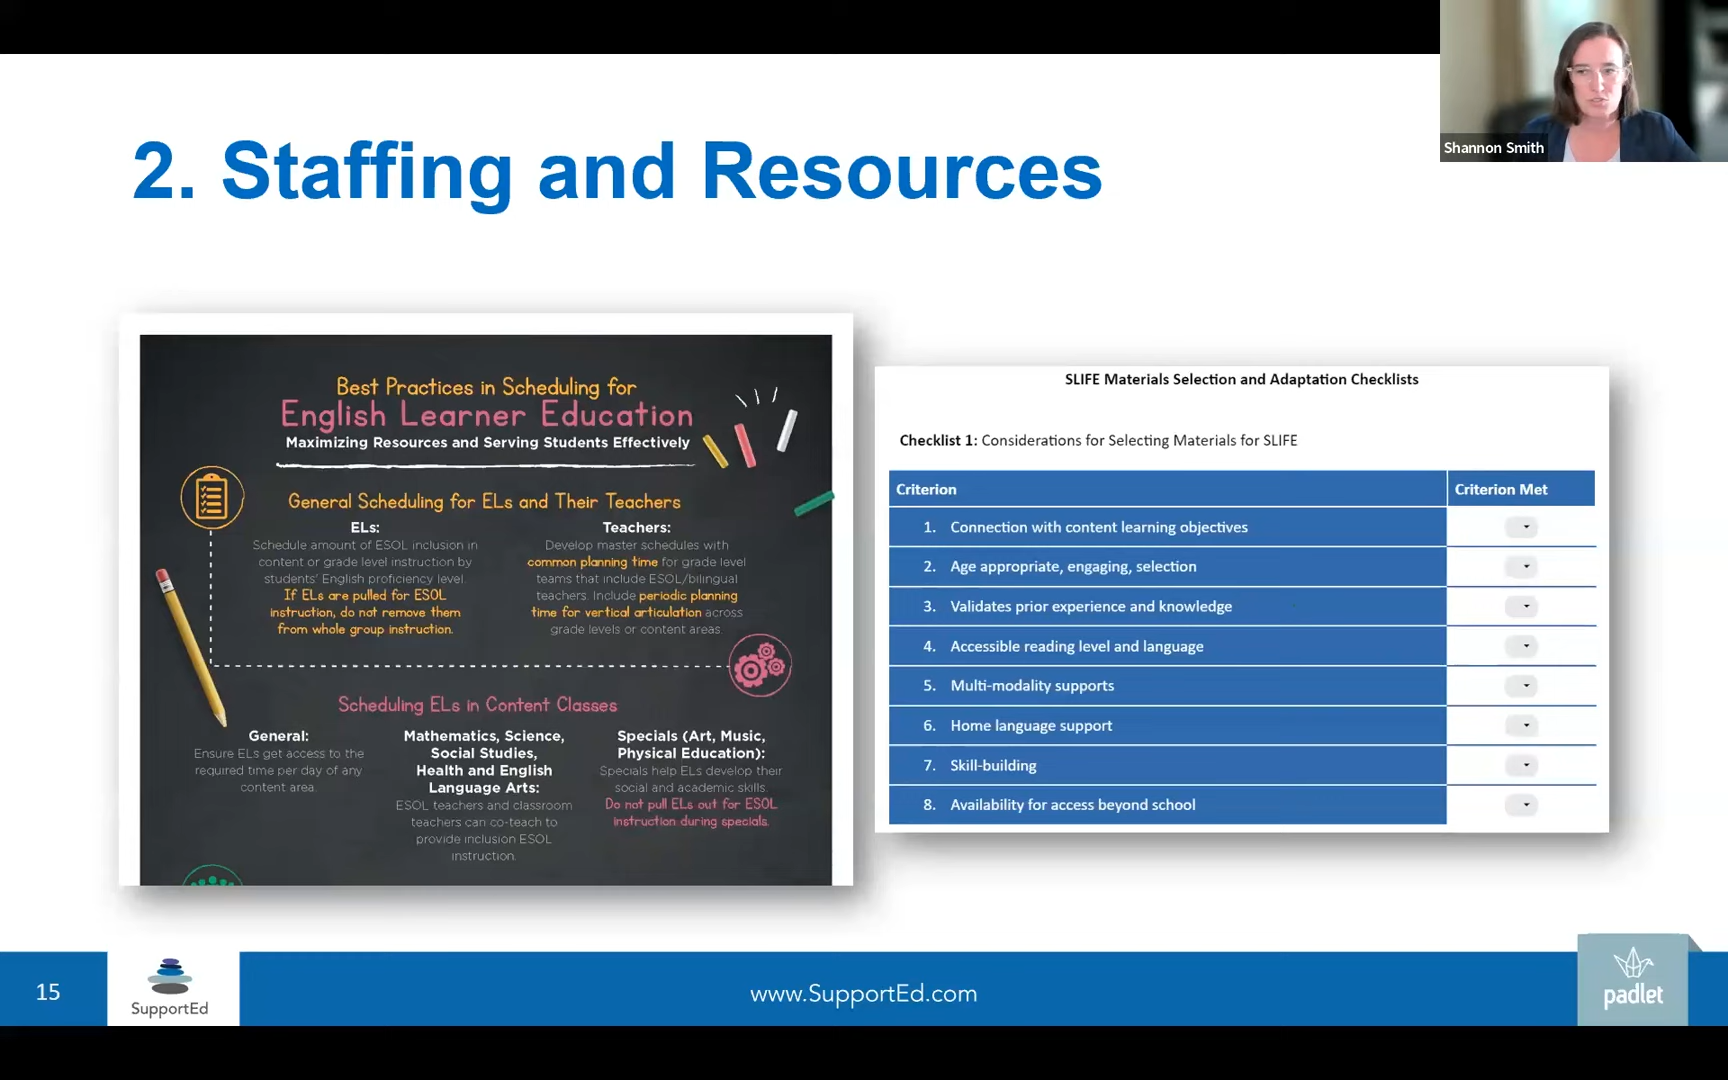 2. Staffing and Resources
Shannon Smith
Best Practices in Scheduling for
English Learner Education
Maximizing Resources and Serving Students Effectively
General Scheduling for ELs and Their Teachers
ELs:
Schedule amount of ESOL inclusion in
content or grade level instruction by
students' English proficiency level.
If ELs are pulled for ESOL
instruction, do not remove them
from whole group instruction.
Teachers:
Develop master schedules with
common planning time for grade level
teams that include ESOL/bilingual
teachers. Include periodic planning
time for vertical articulation across
grade levels or content areas.
Scheduling ELs in Content Classes
General:
Ensure ELs get access to the
required time per day of any
content area.
Mathematics, Science,
Social Studies,
Health and English
Language Arts:
ESOL teachers and classroom
teachers can co-teach to
provide inclusion ESOL
instruction.
Specials (Art, Music,
Physical Education):
Specials help ELs develop their
social and academic skills.
Do not pull ELs out for ESOL
instruction during specials.
SLIFE Materials Selection and Adaptation Checklists
Checklist 1: Considerations for Selecting Materials for SLIFE
Criterion Criterion Met
1. Connection with content learning objectives
2. Age appropriate, engaging, selection
3. Validates prior experience and knowledge
4. Accessible reading level and language
5. Multi-modality supports
6. Home language support
7. Skill-building
8. Availability for access beyond school
15
SupportEd
www.SupportEd.com
padlet